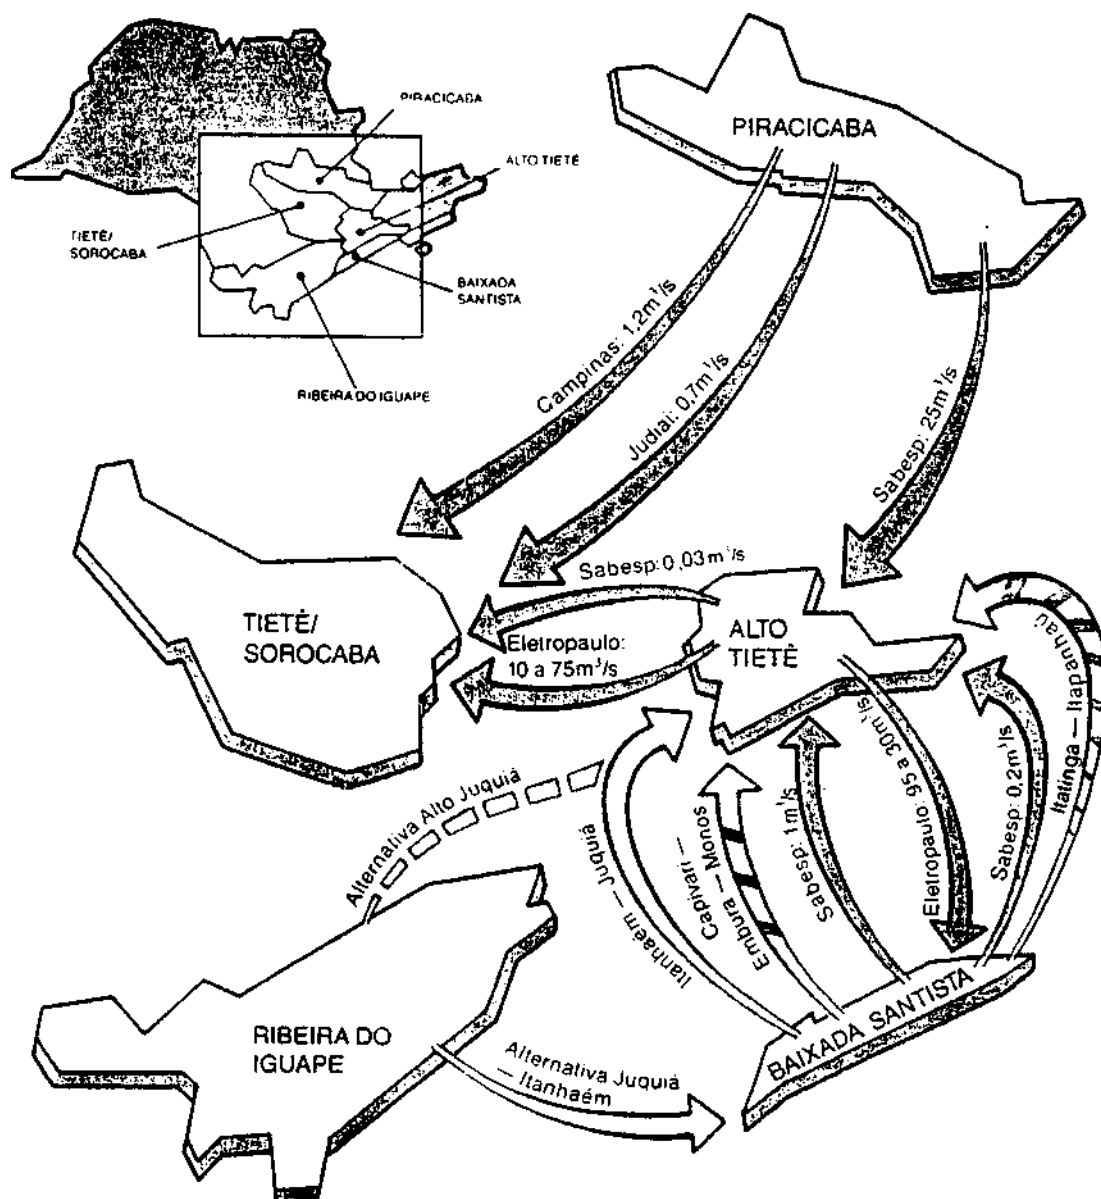 PIRACICABA
ALTO TIETÊ
TIETÊ/
SOROCABA
BAIXADA
SANTISTA
RIBEIRA DO IGUAPE
PIRACICABA
Campinas: 1,2m³/s
Judiaí: 0,7m³/s
Sabesp: 25m³/s
Sabesp: 0,03m³/s
TIETÊ/
SOROCABA
Eletropaulo:
10 a 75m³/s
ALTO
TIETÊ
Alternativa Alto Juquiá
Itanhaém — Juquiá
Capivari —
Embura — Monos
Sabesp: 1m³/s
Eletropaulo: 95 a 30m³/s
Sabesp: 0,2m³/s
Itatinga — Itapanhaú
RIBEIRA DO
IGUAPE
Alternativa Juquiá
— Itanhaém
BAIXADA SANTISTA